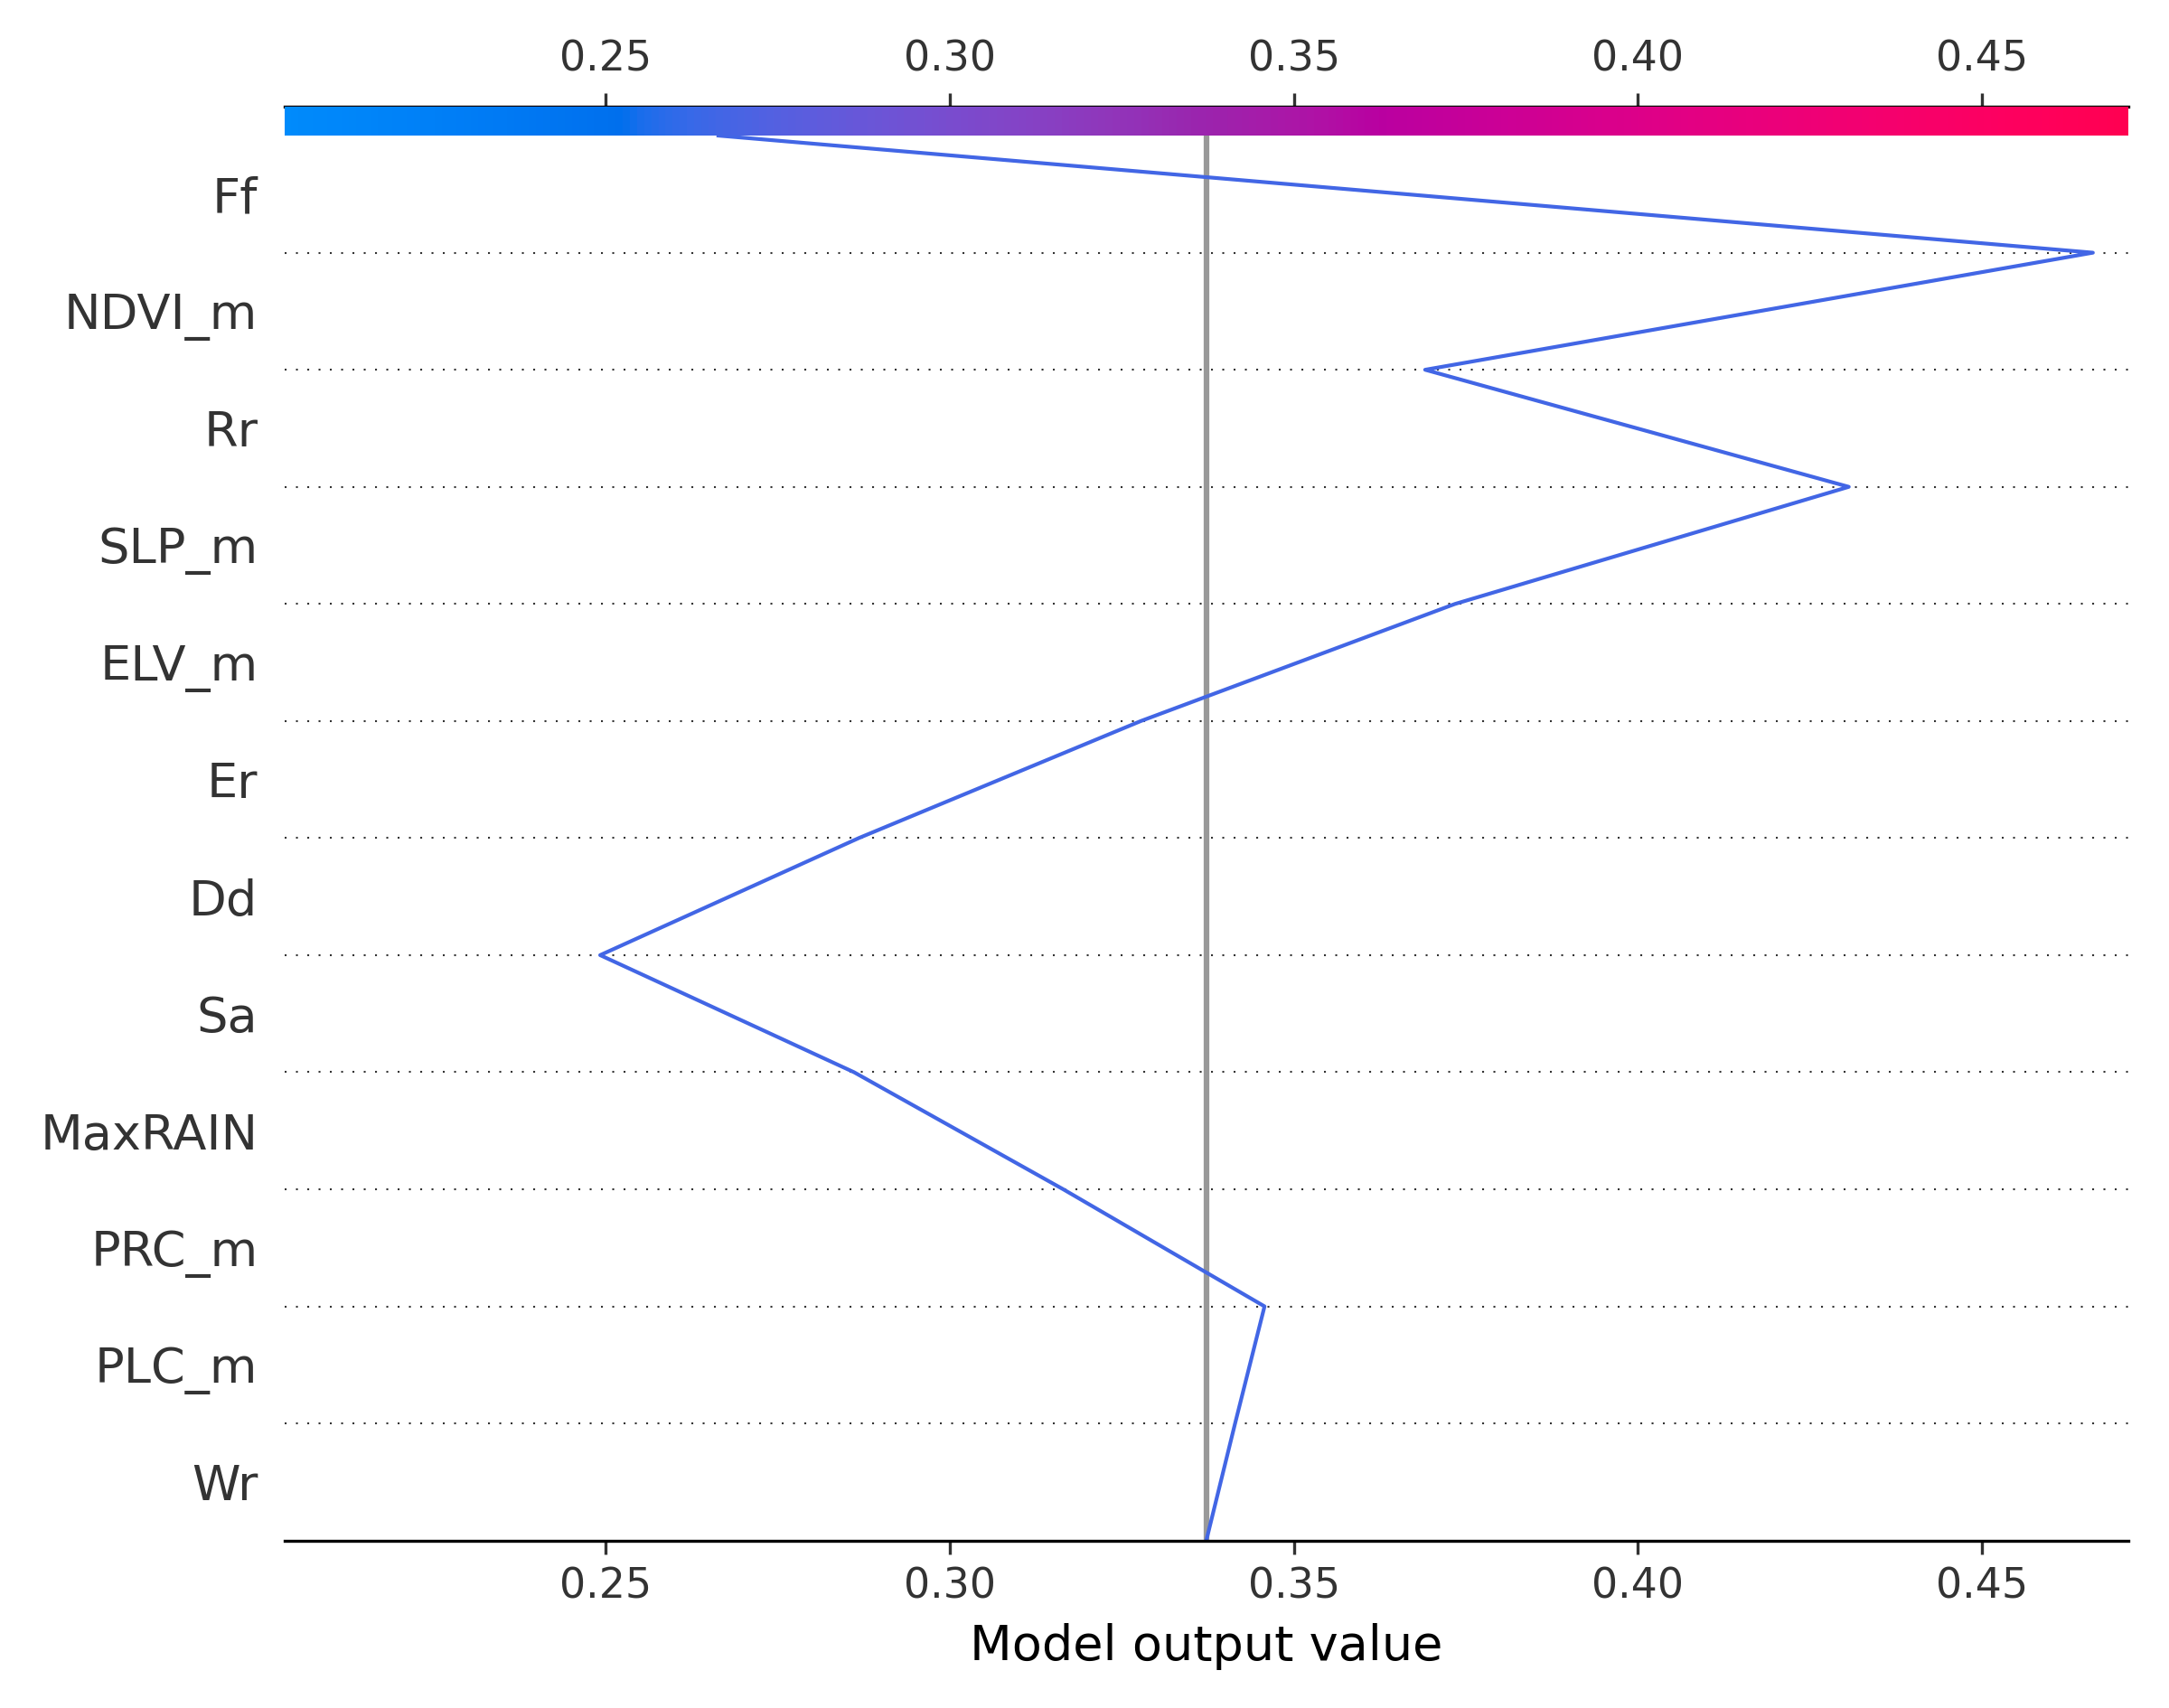 0.25 0.30 0.35 0.40 0.45
Ff
NDVI_m
Rr
SLP_m
ELV_m
Er
Dd
Sa
MaxRAIN
PRC_m
PLC_m
Wr
0.25 0.30 0.35 0.40 0.45
Model output value